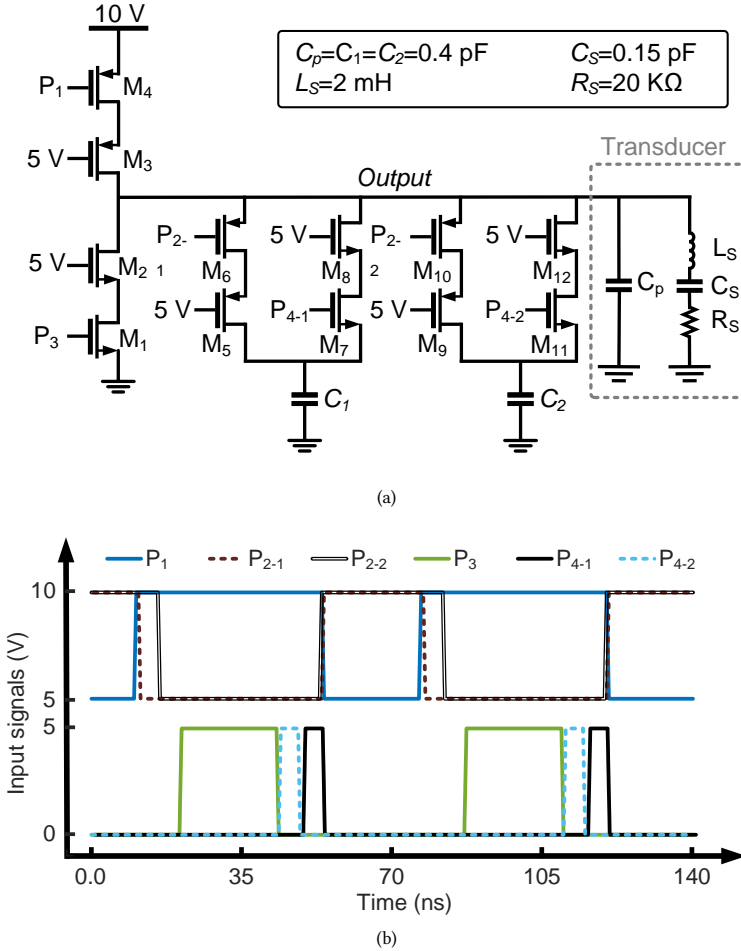 10 V
Cp=C1=C2=0.4 pF CS=0.15 pF
LS=2 mH RS=20 KΩ
P1
M4
5 V
M3
Transducer
Output
P2-
M6
5 V
M8
2
P2-
M10
5 V
M12
5 V
M2
1
5 V
M5
P4-1
M7
5 V
M9
P4-2
M11
P3
M1
Cp
LS
CS
RS
C1
C2
(a)
P1 P2-1 P2-2 P3 P4-1 P4-2
Input signals (V)
10
5
5
0
0.0 35 70 105 140
Time (ns)
(b)